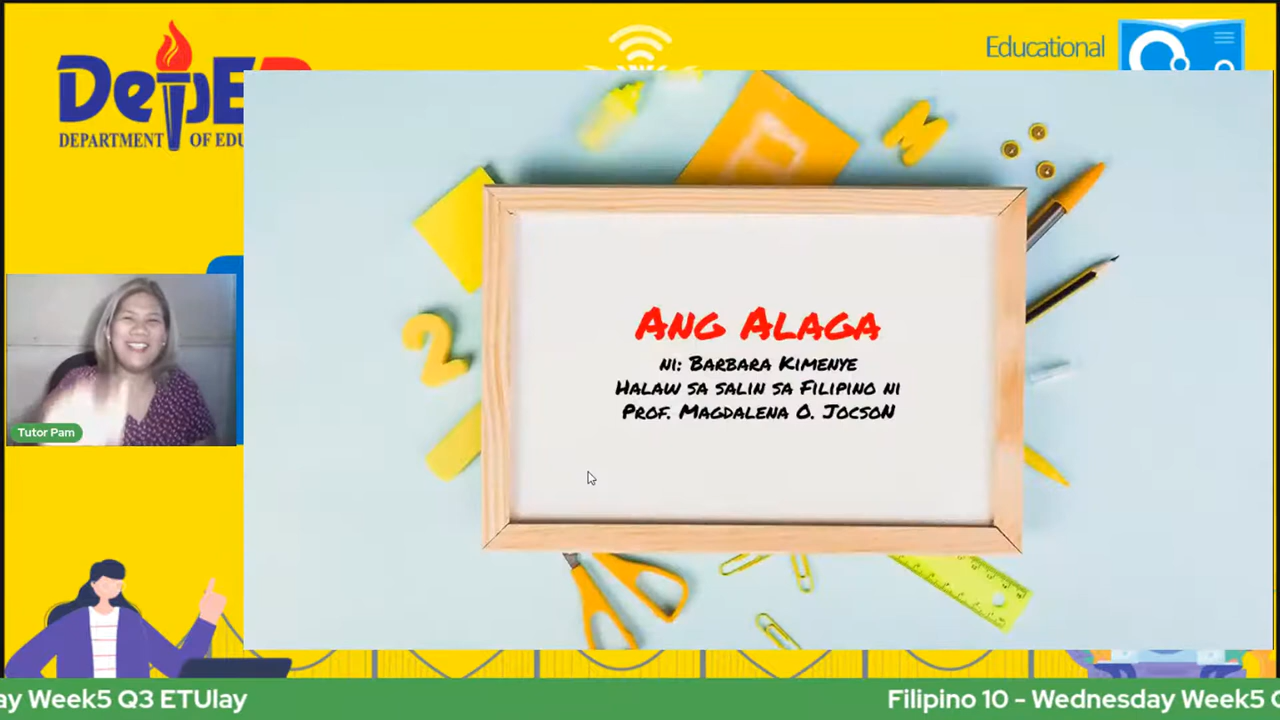 DepE
DEPARTMENT OF EDU
Educational
Ang Alaga
ni: Barbara Kimenye
Halaw sa salin sa Filipino ni
Prof. Magdalena O. Jocson
Tutor Pam
ay Week5 Q3 ETUlay
Filipino 10 - Wednesday Week5 Q